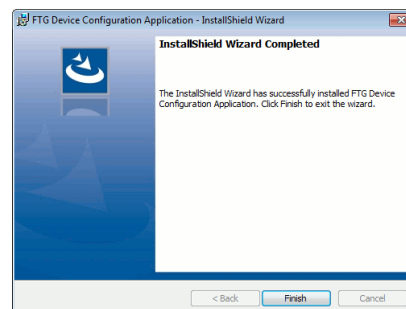 FTG Device Configuration Application - InstallShield Wizard
InstallShield Wizard Completed
The InstallShield Wizard has successfully installed FTG Device
Configuration Application. Click Finish to exit the wizard.
< Back
Finish
Cancel